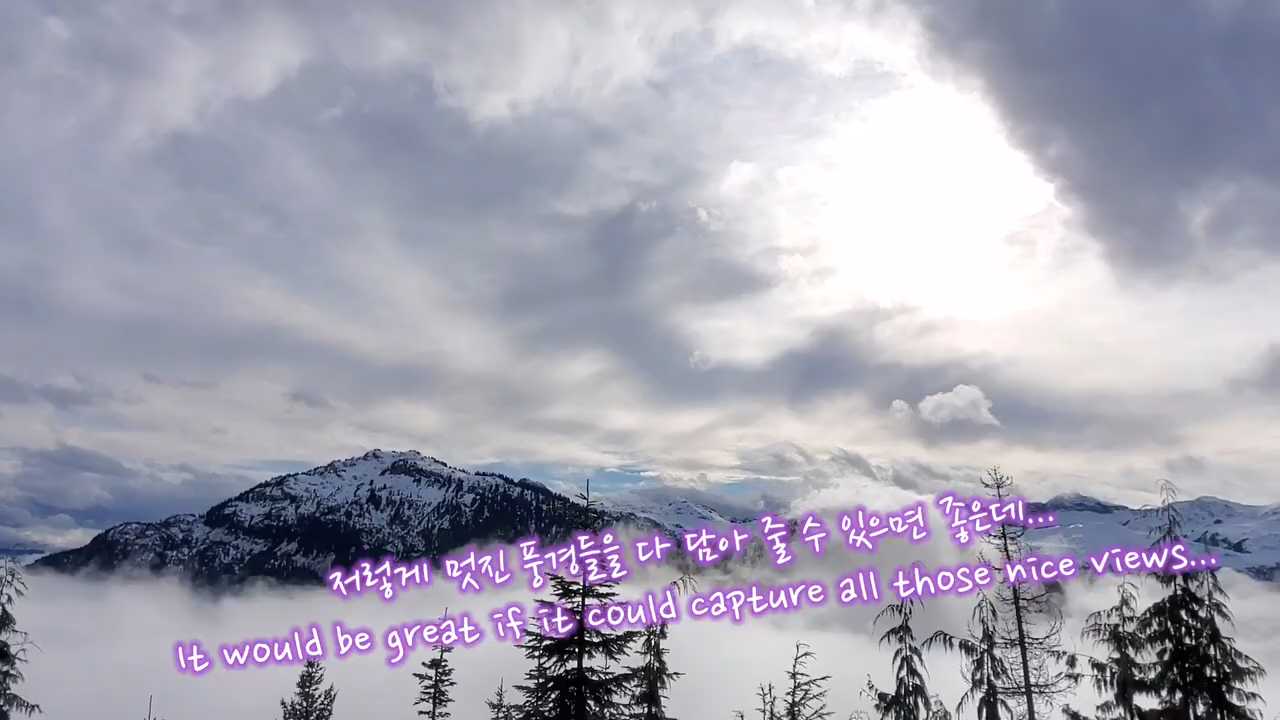 저렇게 멋진 풍경들을 다 담아 줄 수 있으면 좋은데...
It would be great if it could capture all those nice views...